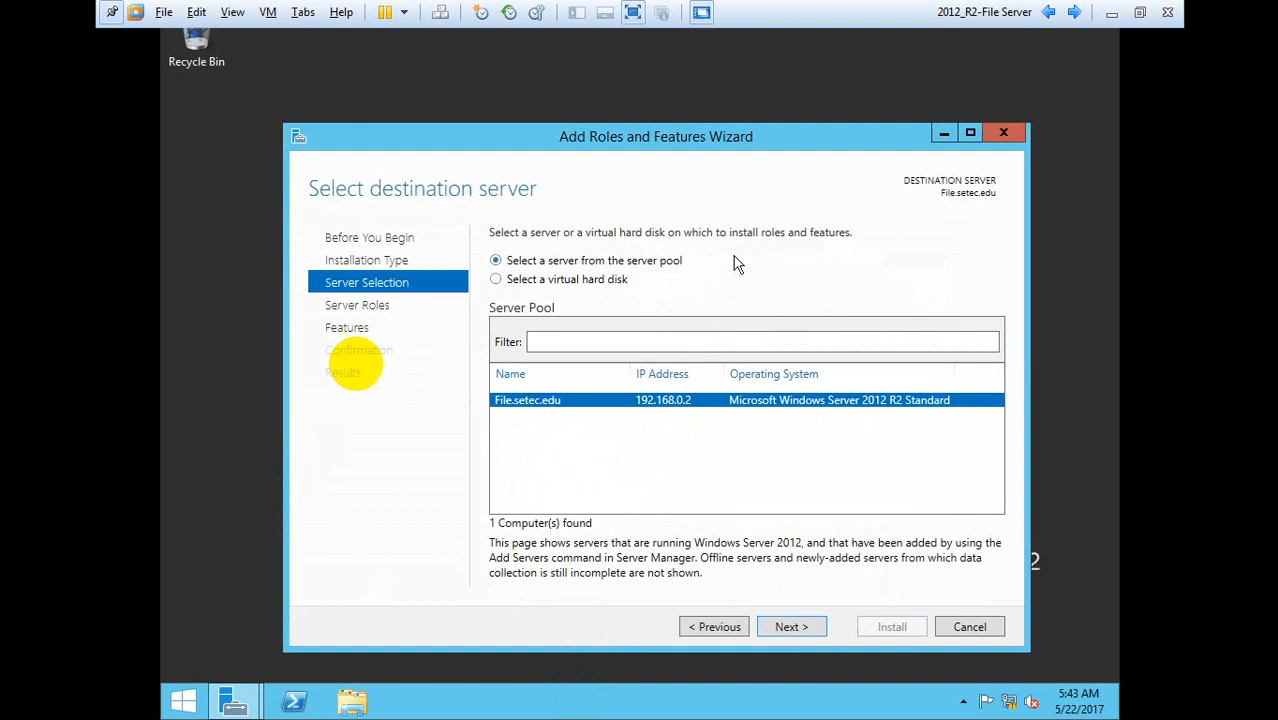 File Edit View VM Tabs Help 2012_R2-File Server
Recycle Bin
Add Roles and Features Wizard
Select destination server
DESTINATION SERVER
File.setec.edu
Before You Begin
Installation Type
Server Selection
Server Roles
Features
Confirmation
Results
Select a server or a virtual hard disk on which to install roles and features.
Select a server from the server pool
Select a virtual hard disk
Server Pool
Filter:
Name IP Address Operating System
File.setec.edu 192.168.0.2 Microsoft Windows Server 2012 R2 Standard
1 Computer(s) found
This page shows servers that are running Windows Server 2012, and that have been added by using the
Add Servers command in Server Manager. Offline servers and newly-added servers from which data
collection is still incomplete are not shown.
2
< Previous Next > Install Cancel
5:43 AM
5/22/2017